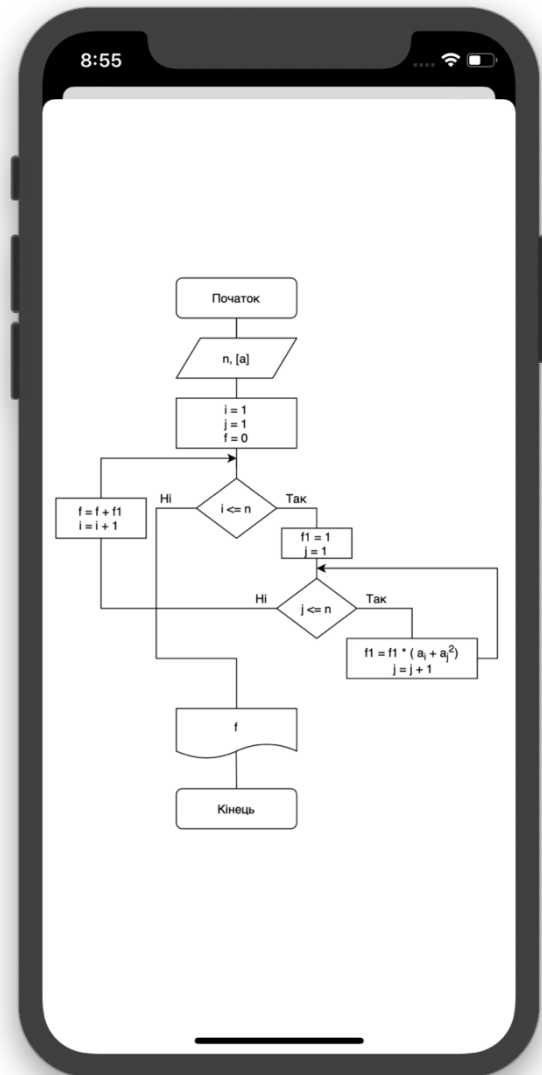 8:55
Початок
n, [a]
i = 1
j = 1
f = 0
f = f + f1
i = i + 1
Ні
i <= n
Так
f1 = 1
j = 1
Ні
j <= n
Так
f1 = f1 * ( aᵢ + aⱼ²)
j = j + 1
f
Кінець